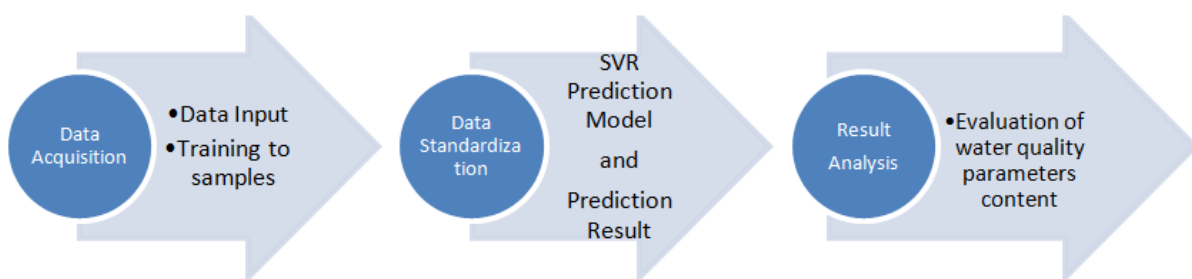 Data
Acquisition
•Data Input
•Training to
samples
Data
Standardiza
tion
SVR
Prediction
Model
and
Prediction
Result
Result
Analysis
•Evaluation of
water quality
parameters
content